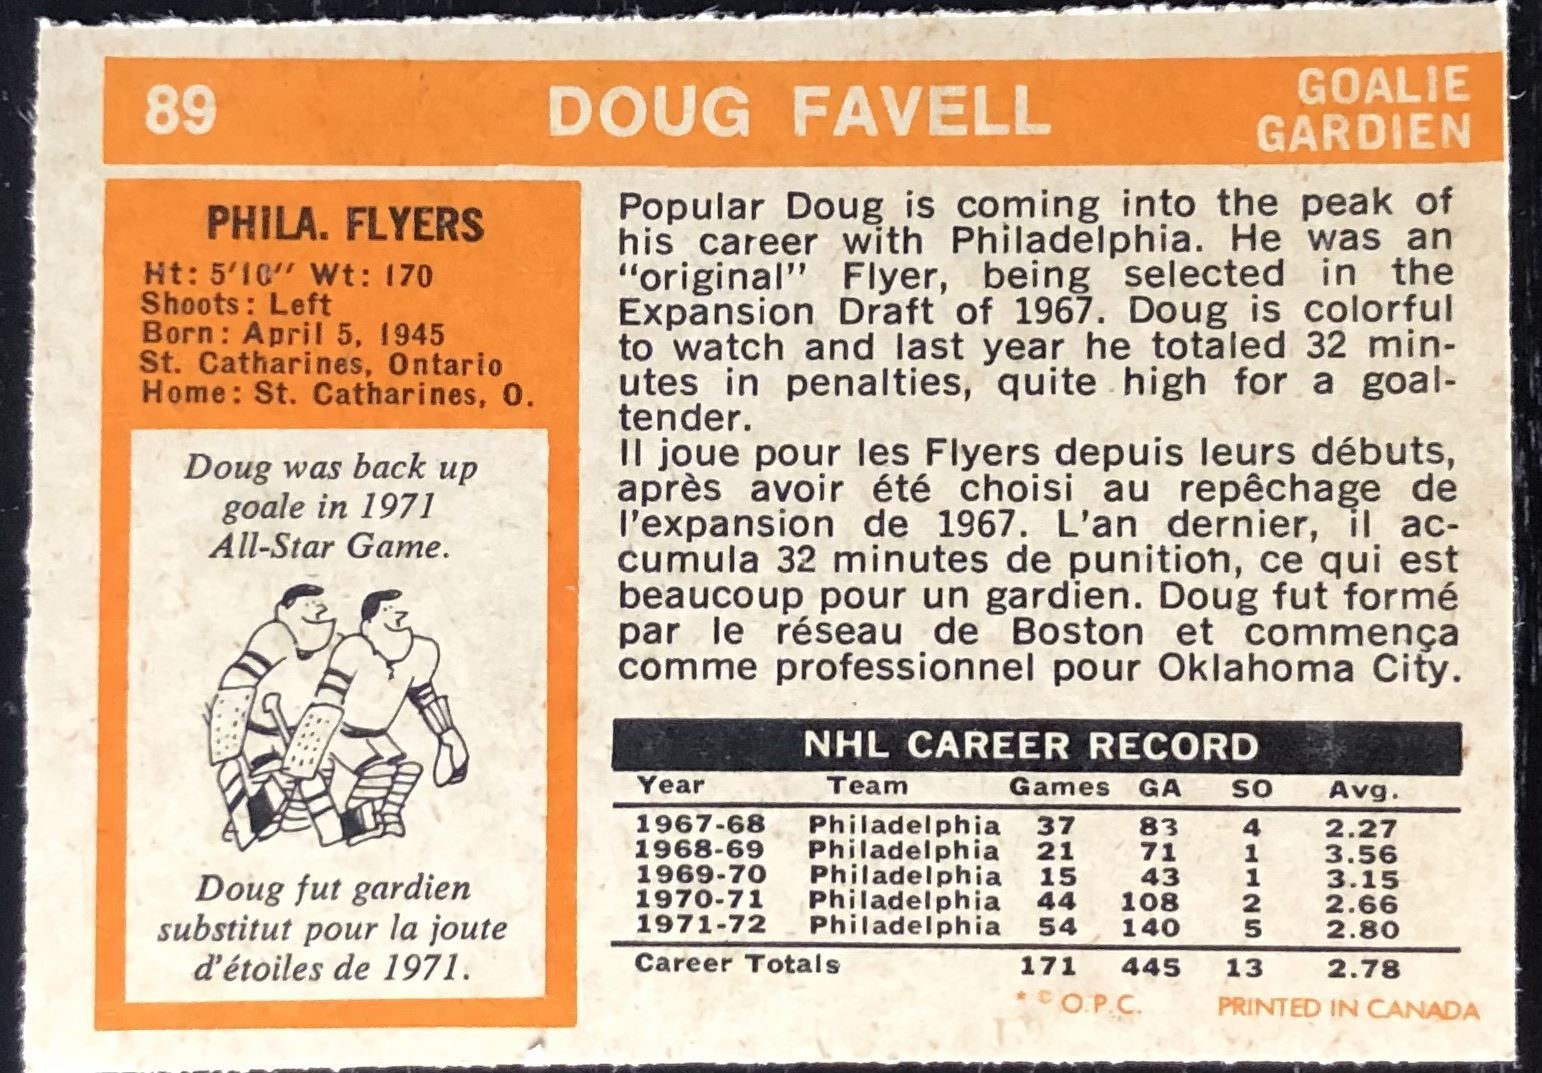 89
DOUG FAVELL
GOALIE
GARDIEN
PHILA. FLYERS
Ht: 5'10" Wt: 170
Shoots: Left
Born: April 5, 1945
St. Catharines, Ontario
Home: St. Catharines, O.
Doug was back up
goale in 1971
All-Star Game.
Doug fut gardien
substitut pour la joute
d'étoiles de 1971.
Popular Doug is coming into the peak of
his career with Philadelphia. He was an
"original" Flyer, being selected in the
Expansion Draft of 1967. Doug is colorful
to watch and last year he totaled 32 min-
utes in penalties, quite high for a goal-
tender.
Il joue pour les Flyers depuis leurs débuts,
après avoir été choisi au repêchage de
l'expansion de 1967. L'an dernier, il ac-
cumula 32 minutes de punition, ce qui est
beaucoup pour un gardien. Doug fut formé
par le réseau de Boston et commença
comme professionnel pour Oklahoma City.
NHL CAREER RECORD
Year Team Games GA SO Avg.
1967-68 Philadelphia 37 83 4 2.27
1968-69 Philadelphia 21 71 1 3.56
1969-70 Philadelphia 15 43 1 3.15
1970-71 Philadelphia 44 108 2 2.66
1971-72 Philadelphia 54 140 5 2.80
Career Totals 171 445 13 2.78
* © O.P.C. PRINTED IN CANADA